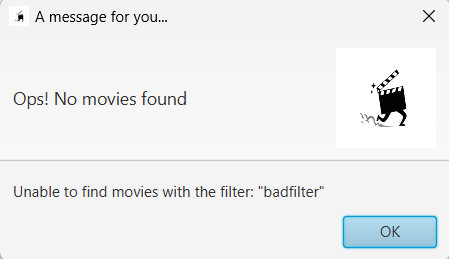 A message for you...
Ops! No movies found
Unable to find movies with the filter: "badfilter"
OK